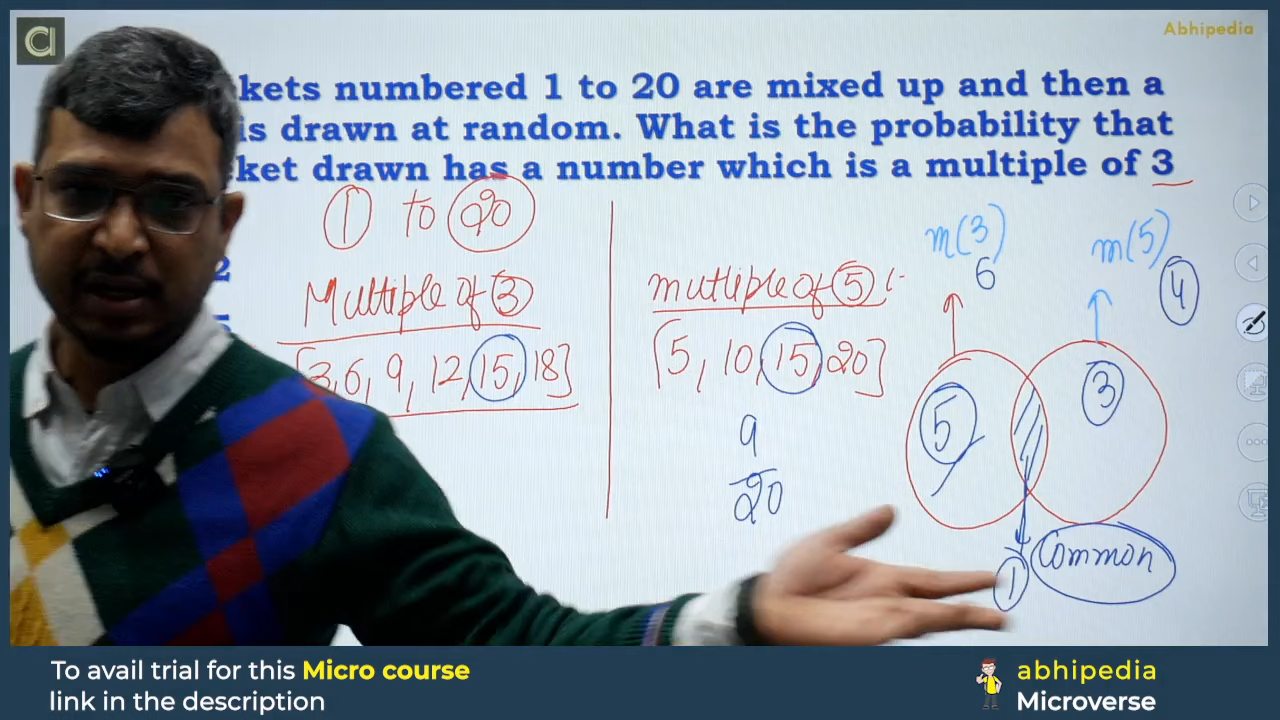 Abhipedia
kets numbered 1 to 20 are mixed up and then a
is drawn at random. What is the probability that
ket drawn has a number which is a multiple of 3
1 to 20
Multiple of 3
[3, 6, 9, 12, 15, 18]
mutliple of 5
[5, 10, 15, 20]
9
20
m(3)
6
m(5)
4
5
3
1
Common
2
To avail trial for this Micro course
link in the description
abhipedia
Microverse